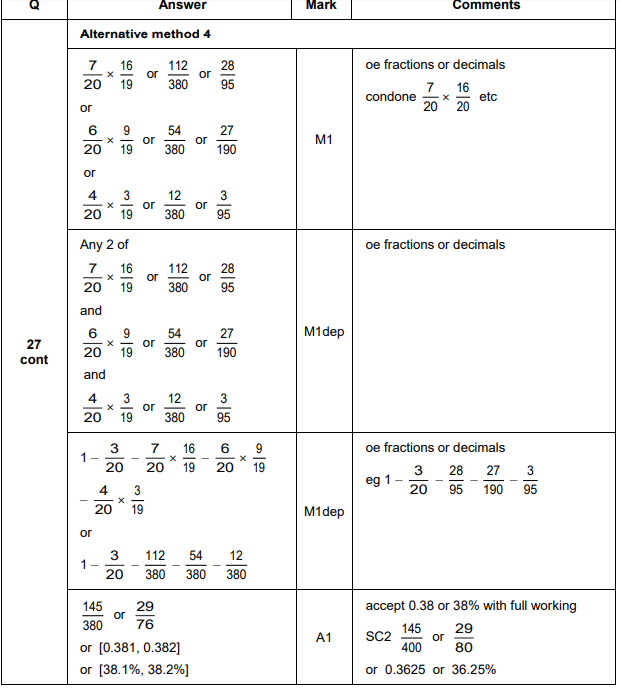 Q Answer Mark Comments
Alternative method 4
7/20 × 16/19 or 112/380 or 28/95
or
6/20 × 9/19 or 54/380 or 27/190
or
4/20 × 3/19 or 12/380 or 3/95
M1
oe fractions or decimals
condone 7/20 × 16/20 etc
Any 2 of
7/20 × 16/19 or 112/380 or 28/95
and
6/20 × 9/19 or 54/380 or 27/190
and
4/20 × 3/19 or 12/380 or 3/95
M1dep
oe fractions or decimals
27
cont
1 – 3/20 – 7/20 × 16/19 – 6/20 × 9/19
– 4/20 × 3/19
or
1 – 3/20 – 112/380 – 54/380 – 12/380
M1dep
oe fractions or decimals
eg 1 – 3/20 – 28/95 – 27/190 – 3/95
145/380 or 29/76
or [0.381, 0.382]
or [38.1%, 38.2%]
A1
accept 0.38 or 38% with full working
SC2 145/400 or 29/80
or 0.3625 or 36.25%